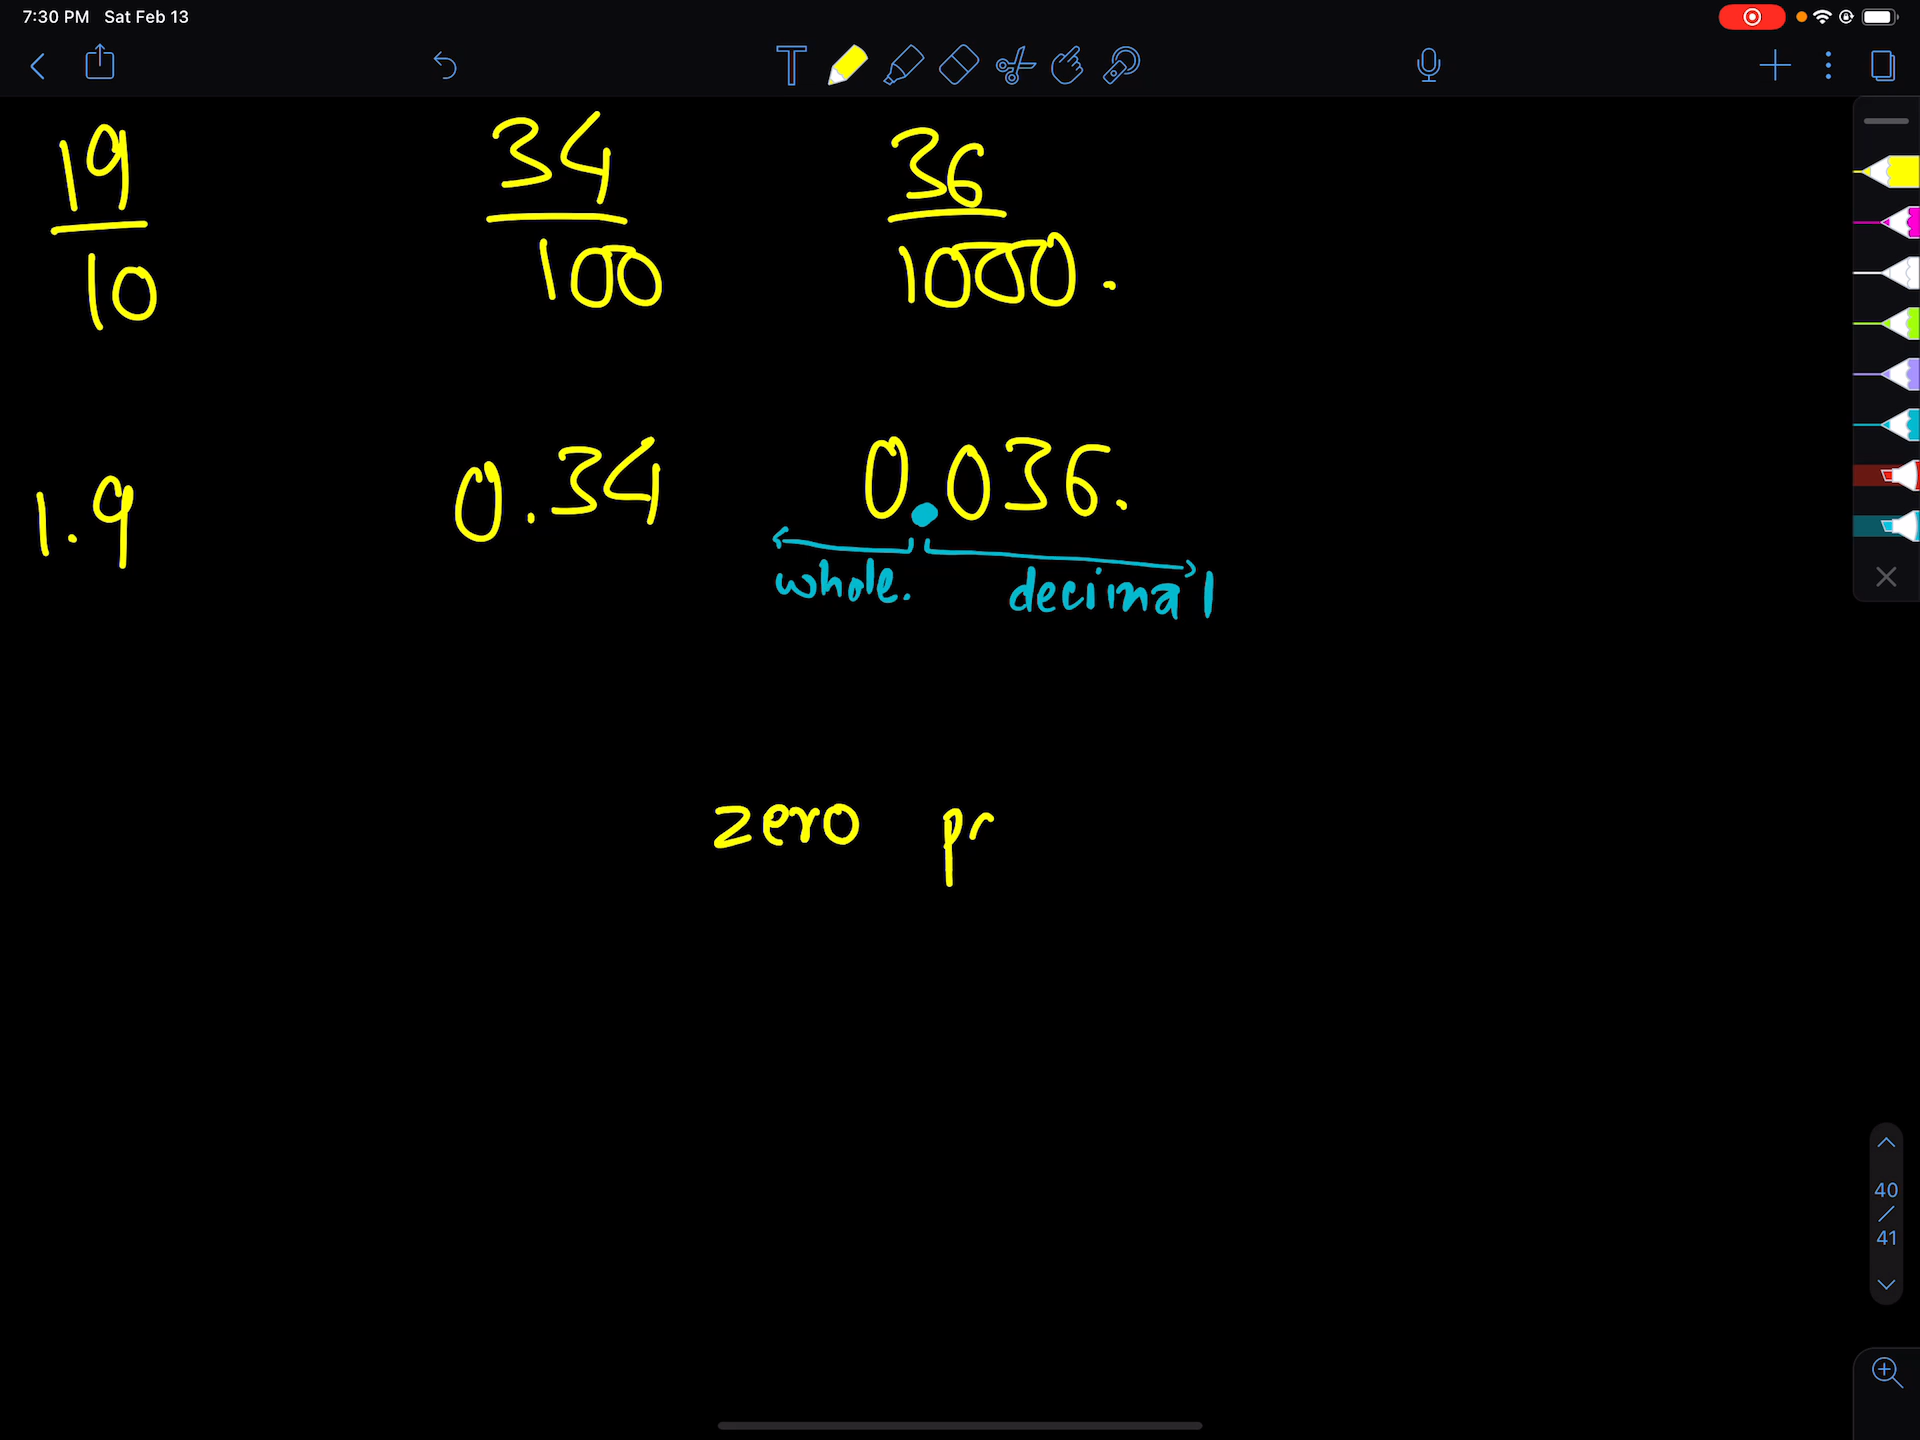 7:30 PM Sat Feb 13
19/10 34/100 36/1000.
1.9 0.34 0.036.
whole. decimal
zero pr
40
/
41